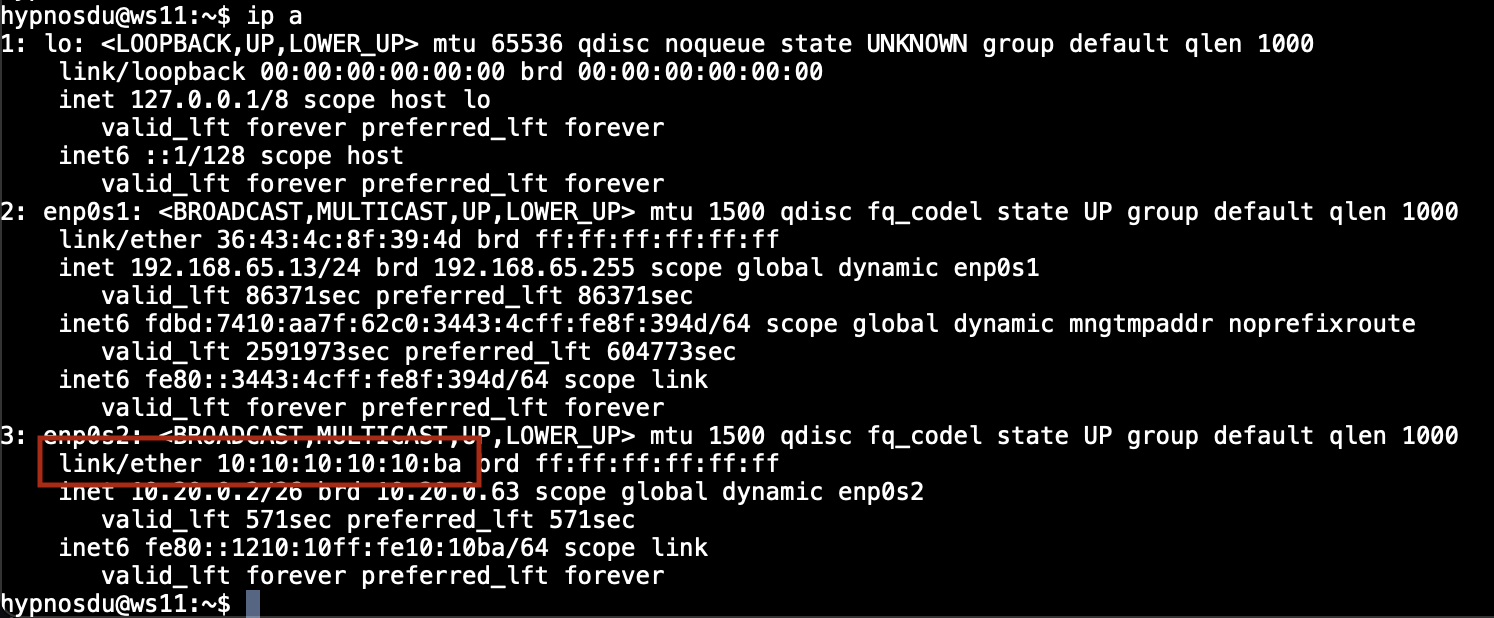 hypnosdu@ws11:~$ ip a
1: lo: <LOOPBACK,UP,LOWER_UP> mtu 65536 qdisc noqueue state UNKNOWN group default qlen 1000
link/loopback 00:00:00:00:00:00 brd 00:00:00:00:00:00
inet 127.0.0.1/8 scope host lo
valid_lft forever preferred_lft forever
inet6 ::1/128 scope host
valid_lft forever preferred_lft forever
2: enp0s1: <BROADCAST,MULTICAST,UP,LOWER_UP> mtu 1500 qdisc fq_codel state UP group default qlen 1000
link/ether 36:43:4c:8f:39:4d brd ff:ff:ff:ff:ff:ff
inet 192.168.65.13/24 brd 192.168.65.255 scope global dynamic enp0s1
valid_lft 86371sec preferred_lft 86371sec
inet6 fdbd:7410:aa7f:62c0:3443:4cff:fe8f:394d/64 scope global dynamic mngtmpaddr noprefixroute
valid_lft 2591973sec preferred_lft 604773sec
inet6 fe80::3443:4cff:fe8f:394d/64 scope link
valid_lft forever preferred_lft forever
3: enp0s2: <BROADCAST,MULTICAST,UP,LOWER_UP> mtu 1500 qdisc fq_codel state UP group default qlen 1000
link/ether 10:10:10:10:10:ba brd ff:ff:ff:ff:ff:ff
inet 10.20.0.2/26 brd 10.20.0.63 scope global dynamic enp0s2
valid_lft 571sec preferred_lft 571sec
inet6 fe80::1210:10ff:fe10:10ba/64 scope link
valid_lft forever preferred_lft forever
hypnosdu@ws11:~$